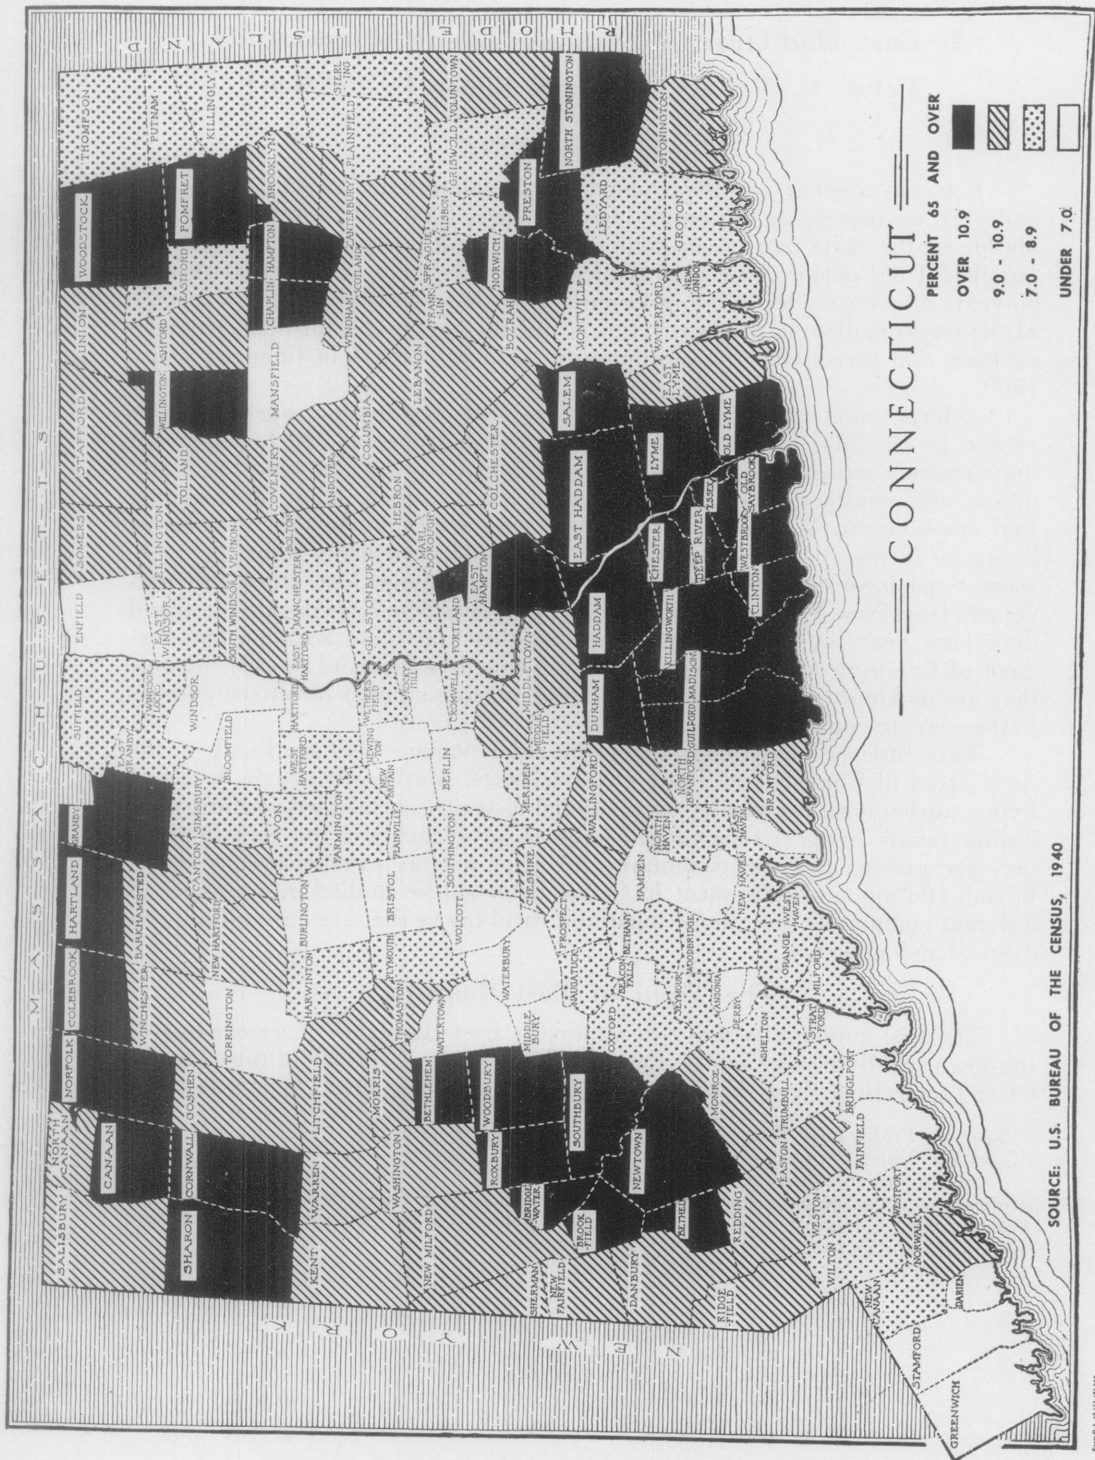 MASSACHUSETTS
RHODE ISLAND
NEW YORK
SALISBURY
NORTH CANAAN
CANAAN
NORFOLK
COLEBROOK
HARTLAND
GRANBY
EAST GRANBY
SUFFIELD
ENFIELD
SOMERS
STAFFORD
UNION
WOODSTOCK
THOMPSON
SHARON
CORNWALL
GOSHEN
TORRINGTON
WINCHESTER
BARKHAMSTED
NEW HARTFORD
CANTON
SIMSBURY
BLOOMFIELD
WINDSOR
WINDSOR LOCKS
EAST WINDSOR
SOUTH WINDSOR
ELLINGTON
VERNON
TOLLAND
WILLINGTON
ASHFORD
EASTFORD
POMFRET
PUTNAM
KILLINGLY
KENT
WARREN
LITCHFIELD
MORRIS
HARWINTON
BURLINGTON
AVON
FARMINGTON
WEST HARTFORD
HARTFORD
EAST HARTFORD
MANCHESTER
BOLTON
COVENTRY
ANDOVER
MANSFIELD
CHAPLIN
HAMPTON
BROOKLYN
STERLING
NEW MILFORD
WASHINGTON
BETHLEHEM
WATERTOWN
THOMASTON
PLYMOUTH
BRISTOL
PLAINVILLE
NEW BRITAIN
NEWINGTON
WETHERSFIELD
ROCKY HILL
GLASTONBURY
HEBRON
MARLBOROUGH
COLUMBIA
LEBANON
WINDHAM
SCOTLAND
CANTERBURY
PLAINFIELD
SHERMAN
NEW FAIRFIELD
BRIDGEWATER
ROXBURY
WOODBURY
MIDDLEBURY
WATERBURY
WOLCOTT
SOUTHINGTON
BERLIN
CROMWELL
PORTLAND
EAST HAMPTON
COLCHESTER
BOZRAH
FRANKLIN
SPRAGUE
LISBON
GRISWOLD
VOLUNTOWN
DANBURY
BROOKFIELD
NEWTOWN
SOUTHBURY
OXFORD
NAUGATUCK
PROSPECT
CHESHIRE
MERIDEN
MIDDLEFIELD
MIDDLETOWN
HADDAM
EAST HADDAM
SALEM
MONTVILLE
NORWICH
PRESTON
NORTH STONINGTON
RIDGEFIELD
BETHEL
REDDING
MONROE
SEYMOUR
BEACON FALLS
BETHANY
WOODBRIDGE
HAMDEN
NORTH HAVEN
WALLINGFORD
DURHAM
KILLINGWORTH
CHESTER
DEEP RIVER
ESSEX
LYME
EAST LYME
WATERFORD
NEW LONDON
LEDYARD
GROTON
STONINGTON
WILTON
WESTON
EASTON
TRUMBULL
SHELTON
ANSONIA
DERBY
ORANGE
WEST HAVEN
NEW HAVEN
EAST HAVEN
NORTH BRANFORD
BRANFORD
GUILFORD
MADISON
CLINTON
WESTBROOK
OLD SAYBROOK
OLD LYME
NEW CANAAN
NORWALK
WESTPORT
FAIRFIELD
BRIDGEPORT
STRATFORD
MILFORD
GREENWICH
STAMFORD
DARIEN
CONNECTICUT
PERCENT 65 AND OVER
OVER 10.9
9.0 - 10.9
7.0 - 8.9
UNDER 7.0
SOURCE: U.S. BUREAU OF THE CENSUS, 1940